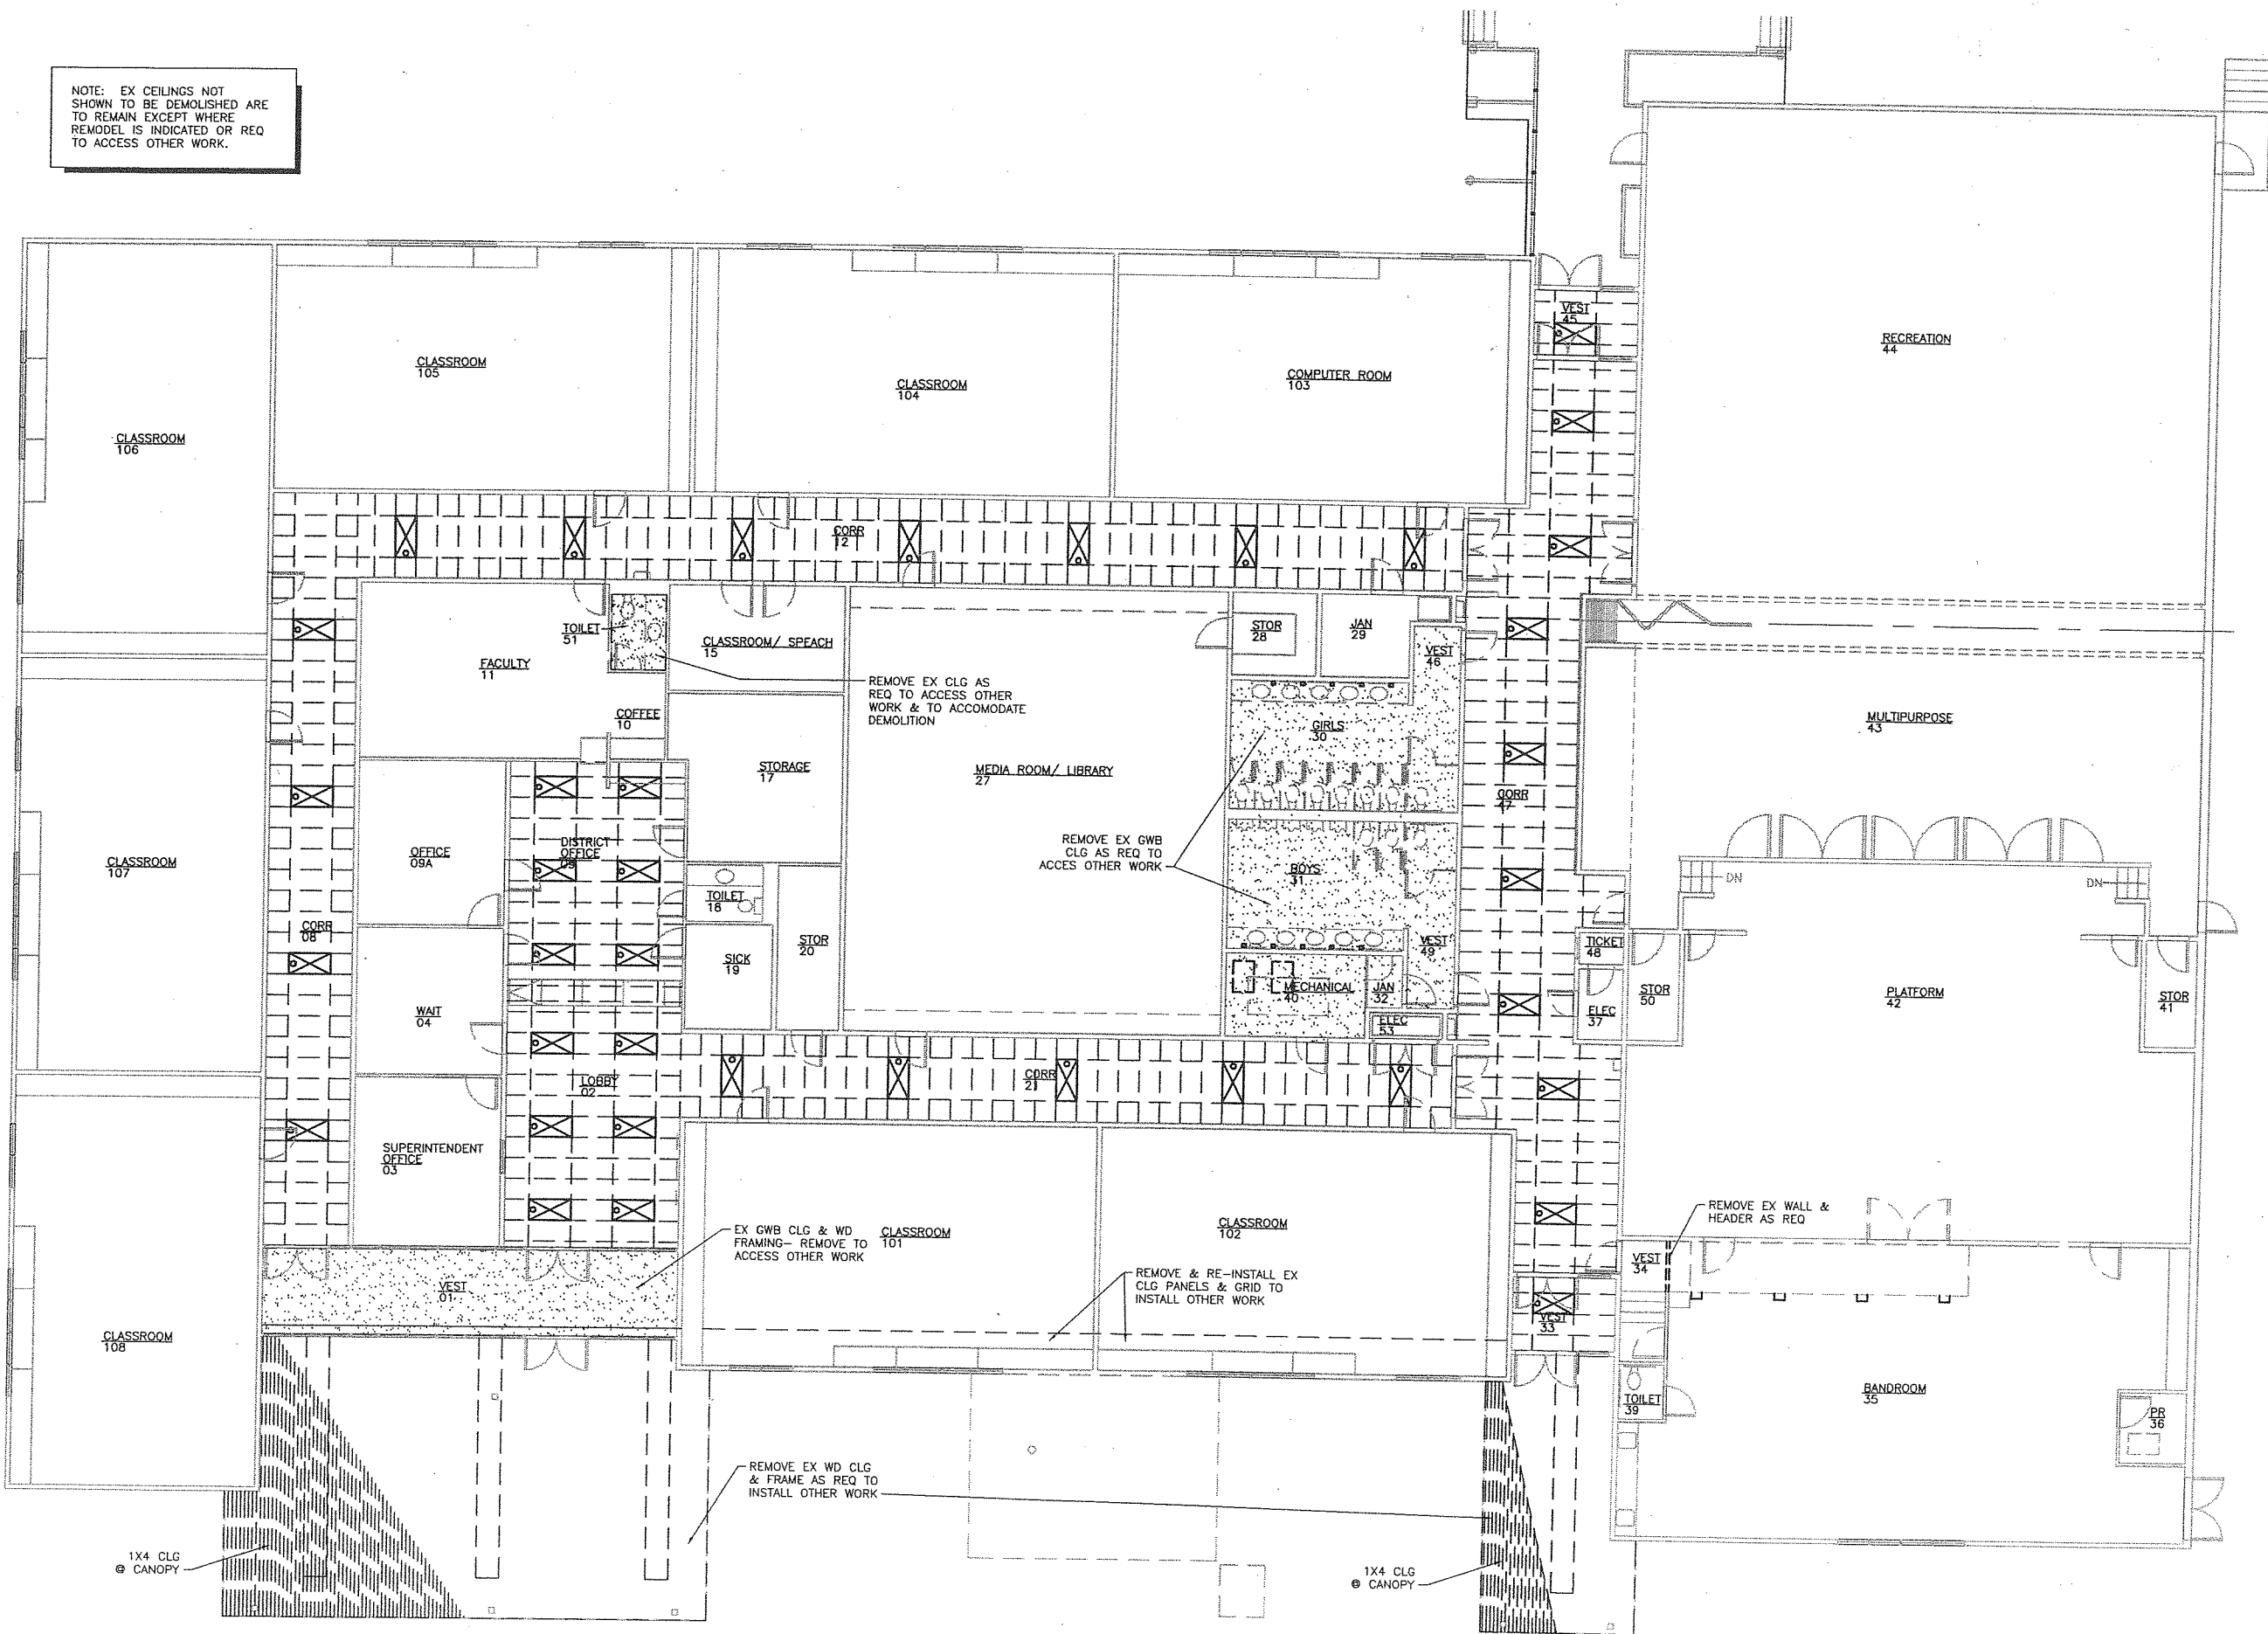 NOTE: EX CEILINGS NOT
SHOWN TO BE DEMOLISHED ARE
TO REMAIN EXCEPT WHERE
REMODEL IS INDICATED OR REQ
TO ACCESS OTHER WORK.
VEST
45
RECREATION
44
CLASSROOM
105
CLASSROOM
104
COMPUTER ROOM
103
CLASSROOM
106
CORR
12
TOILET
51
CLASSROOM/ SPEACH
15
STOR
28
JAN
29
VEST
46
FACULTY
11
REMOVE EX CLG AS
REQ TO ACCESS OTHER
WORK & TO ACCOMODATE
DEMOLITION
COFFEE
10
GIRLS
30
MULTIPURPOSE
43
STORAGE
17
MEDIA ROOM/ LIBRARY
27
CORR
47
CLASSROOM
107
OFFICE
09A
DISTRICT
OFFICE
09
REMOVE EX GWB
CLG AS REQ TO
ACCES OTHER WORK
BOYS
31
DN
DN
TOILET
18
CORR
08
STOR
20
SICK
19
VEST
49
TICKET
48
MECHANICAL
40
JAN
32
STOR
50
PLATFORM
42
STOR
41
WAIT
04
ELEC
53
ELEC
37
LOBBY
02
CORR
21
SUPERINTENDENT
OFFICE
03
EX GWB CLG & WD
FRAMING- REMOVE TO
ACCESS OTHER WORK
CLASSROOM
101
CLASSROOM
102
REMOVE EX WALL &
HEADER AS REQ
VEST
34
REMOVE & RE-INSTALL EX
CLG PANELS & GRID TO
INSTALL OTHER WORK
VEST
01
VEST
33
CLASSROOM
108
TOILET
39
BANDROOM
35
PR
36
REMOVE EX WD CLG
& FRAME AS REQ TO
INSTALL OTHER WORK
1X4 CLG
@ CANOPY
1X4 CLG
@ CANOPY